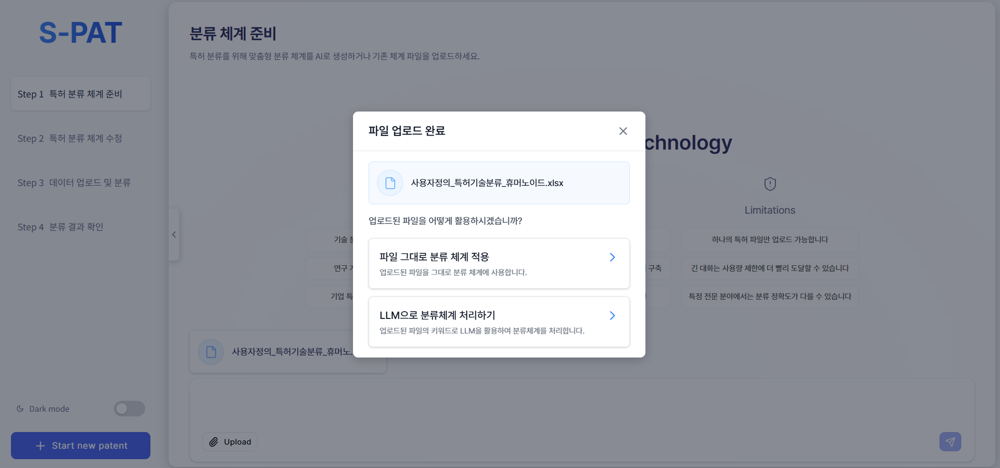 S-PAT
Step 1 특허 분류 체계 준비
Step 2 특허 분류 체계 수정
Step 3 데이터 업로드 및 분류
Step 4 분류 결과 확인
Dark mode
Start new patent
분류 체계 준비
특허 분류를 위해 맞춤형 분류 체계를 AI로 생성하거나 기존 체계 파일을 업로드하세요.
Limitations
기술
하나의 특허 파일만 업로드 가능합니다
연구
구축
긴 대화는 사용량 제한에 더 빨리 도달할 수 있습니다
기업
특정 전문 분야에서는 분류 정확도가 다를 수 있습니다
파일 업로드 완료
사용자정의_특허기술분류_휴머노이드.xlsx
업로드된 파일을 어떻게 활용하시겠습니까?
파일 그대로 분류 체계 적용
업로드된 파일을 그대로 분류 체계에 사용합니다.
LLM으로 분류체계 처리하기
업로드된 파일의 키워드로 LLM을 활용하여 분류체계를 처리합니다.
사용자정의_특허기술분류_휴머노.
Upload